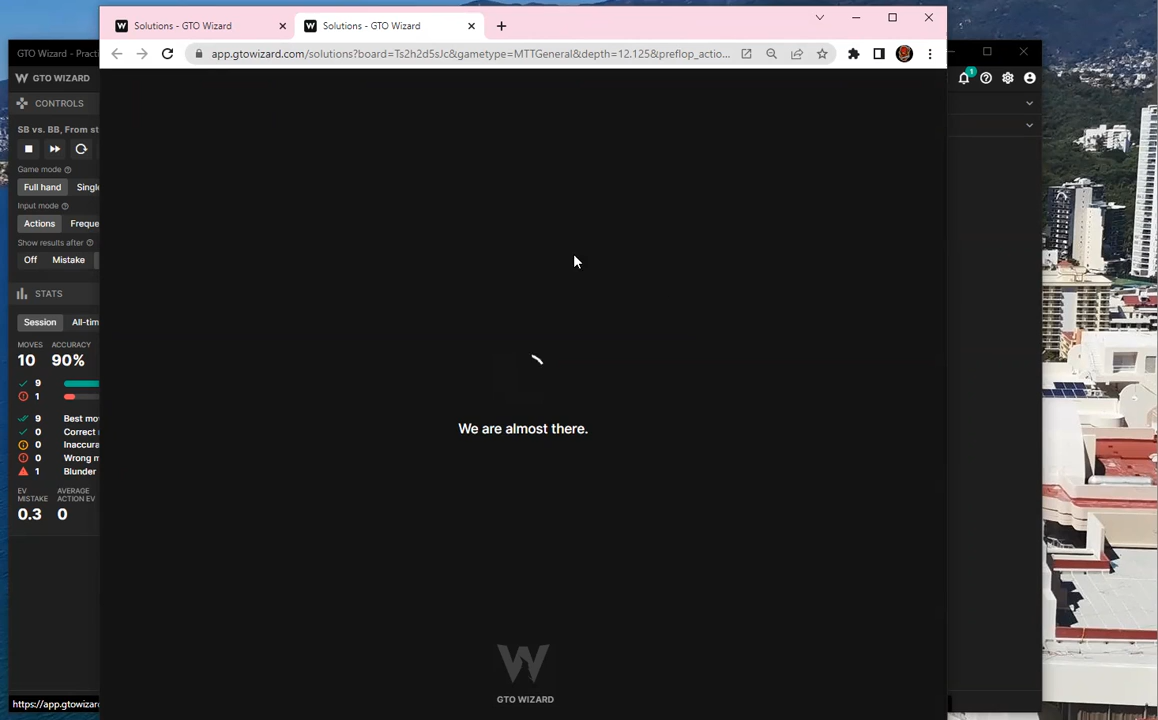 Solutions - GTO Wizard
Solutions - GTO Wizard
app.gtowizard.com/solutions?board=Ts2h2d5sJc&gametype=MTTGeneral&depth=12.125&preflop_actio...
GTO Wizard - Practi
GTO WIZARD
1
CONTROLS
SB vs. BB, From st
Game mode
Full hand Single
Input mode
Actions Freque
Show results after
Off Mistake
STATS
Session All-tim
MOVES ACCURACY
10 90%
9
1
9 Best mo
0 Correct
0 Inaccura
0 Wrong m
1 Blunder
EV MISTAKE AVERAGE ACTION EV
0.3 0
We are almost there.
W
GTO WIZARD
https://app.gtowizard